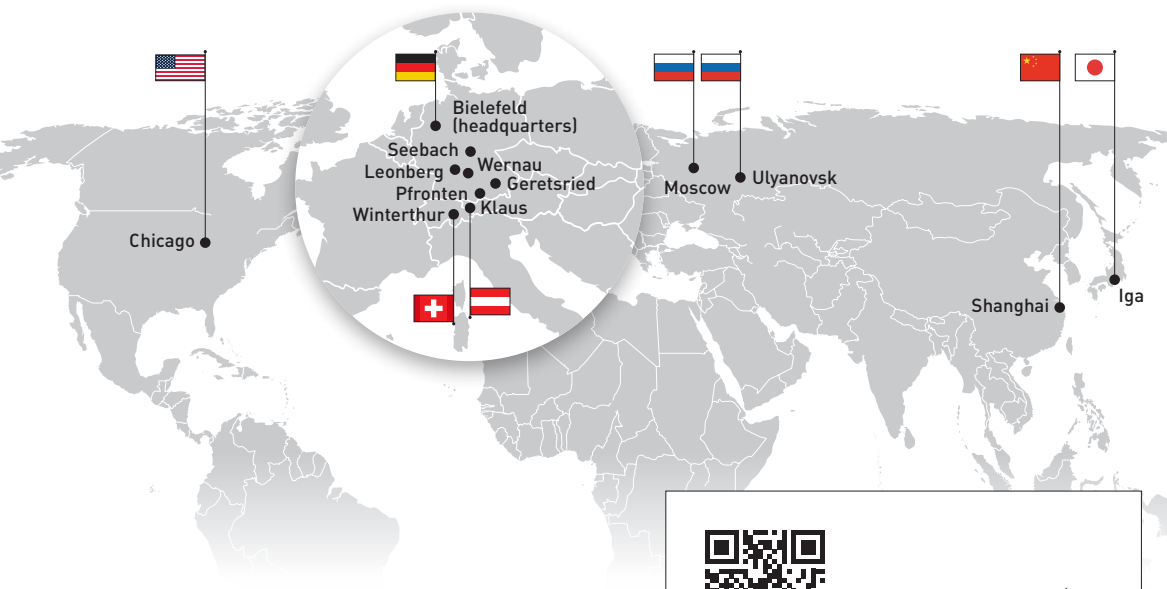 Bielefeld
(headquarters)
Seebach
Wernau
Leonberg
Geretsried
Pfronten
Klaus
Winterthur
Chicago
Moscow
Ulyanovsk
Shanghai
Iga